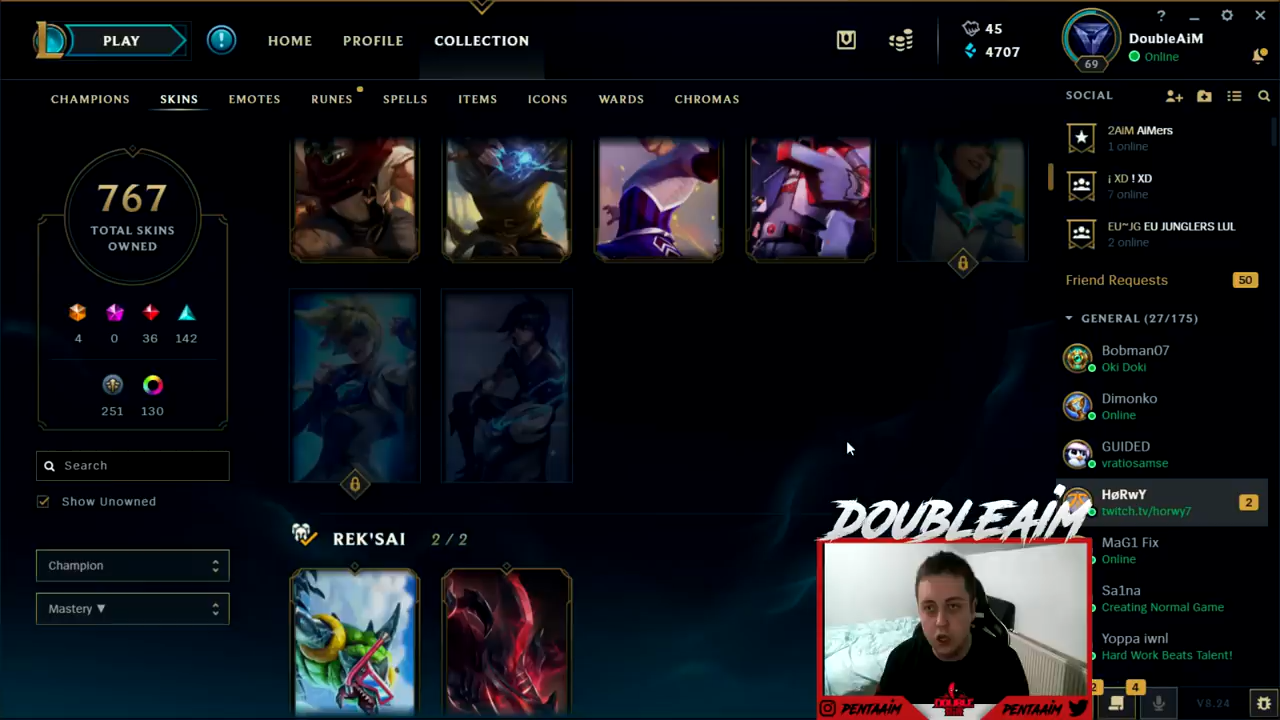 PLAY
HOME
PROFILE
COLLECTION
45
4707
69
DoubleAiM
Online
?
CHAMPIONS
SKINS
EMOTES
RUNES
SPELLS
ITEMS
ICONS
WARDS
CHROMAS
SOCIAL
767
TOTAL SKINS
OWNED
4
0
36
142
251
130
Search
Show Unowned
Champion
Mastery ▼
REK'SAI 2 / 2
2AiM AiMers
1 online
¡ XD ! XD
7 online
EU~JG EU JUNGLERS LUL
2 online
Friend Requests
50
GENERAL (27/175)
Bobman07
Oki Doki
Dimonko
Online
GUIDED
vratiosamse
HøRwY
twitch.tv/horwy7
2
MaG1 Fix
Online
Sa1na
Creating Normal Game
Yoppa iwnl
Hard Work Beats Talent!
2
4
V8.24
DOUBLEAIM
PENTAAIM
PENTAAIM